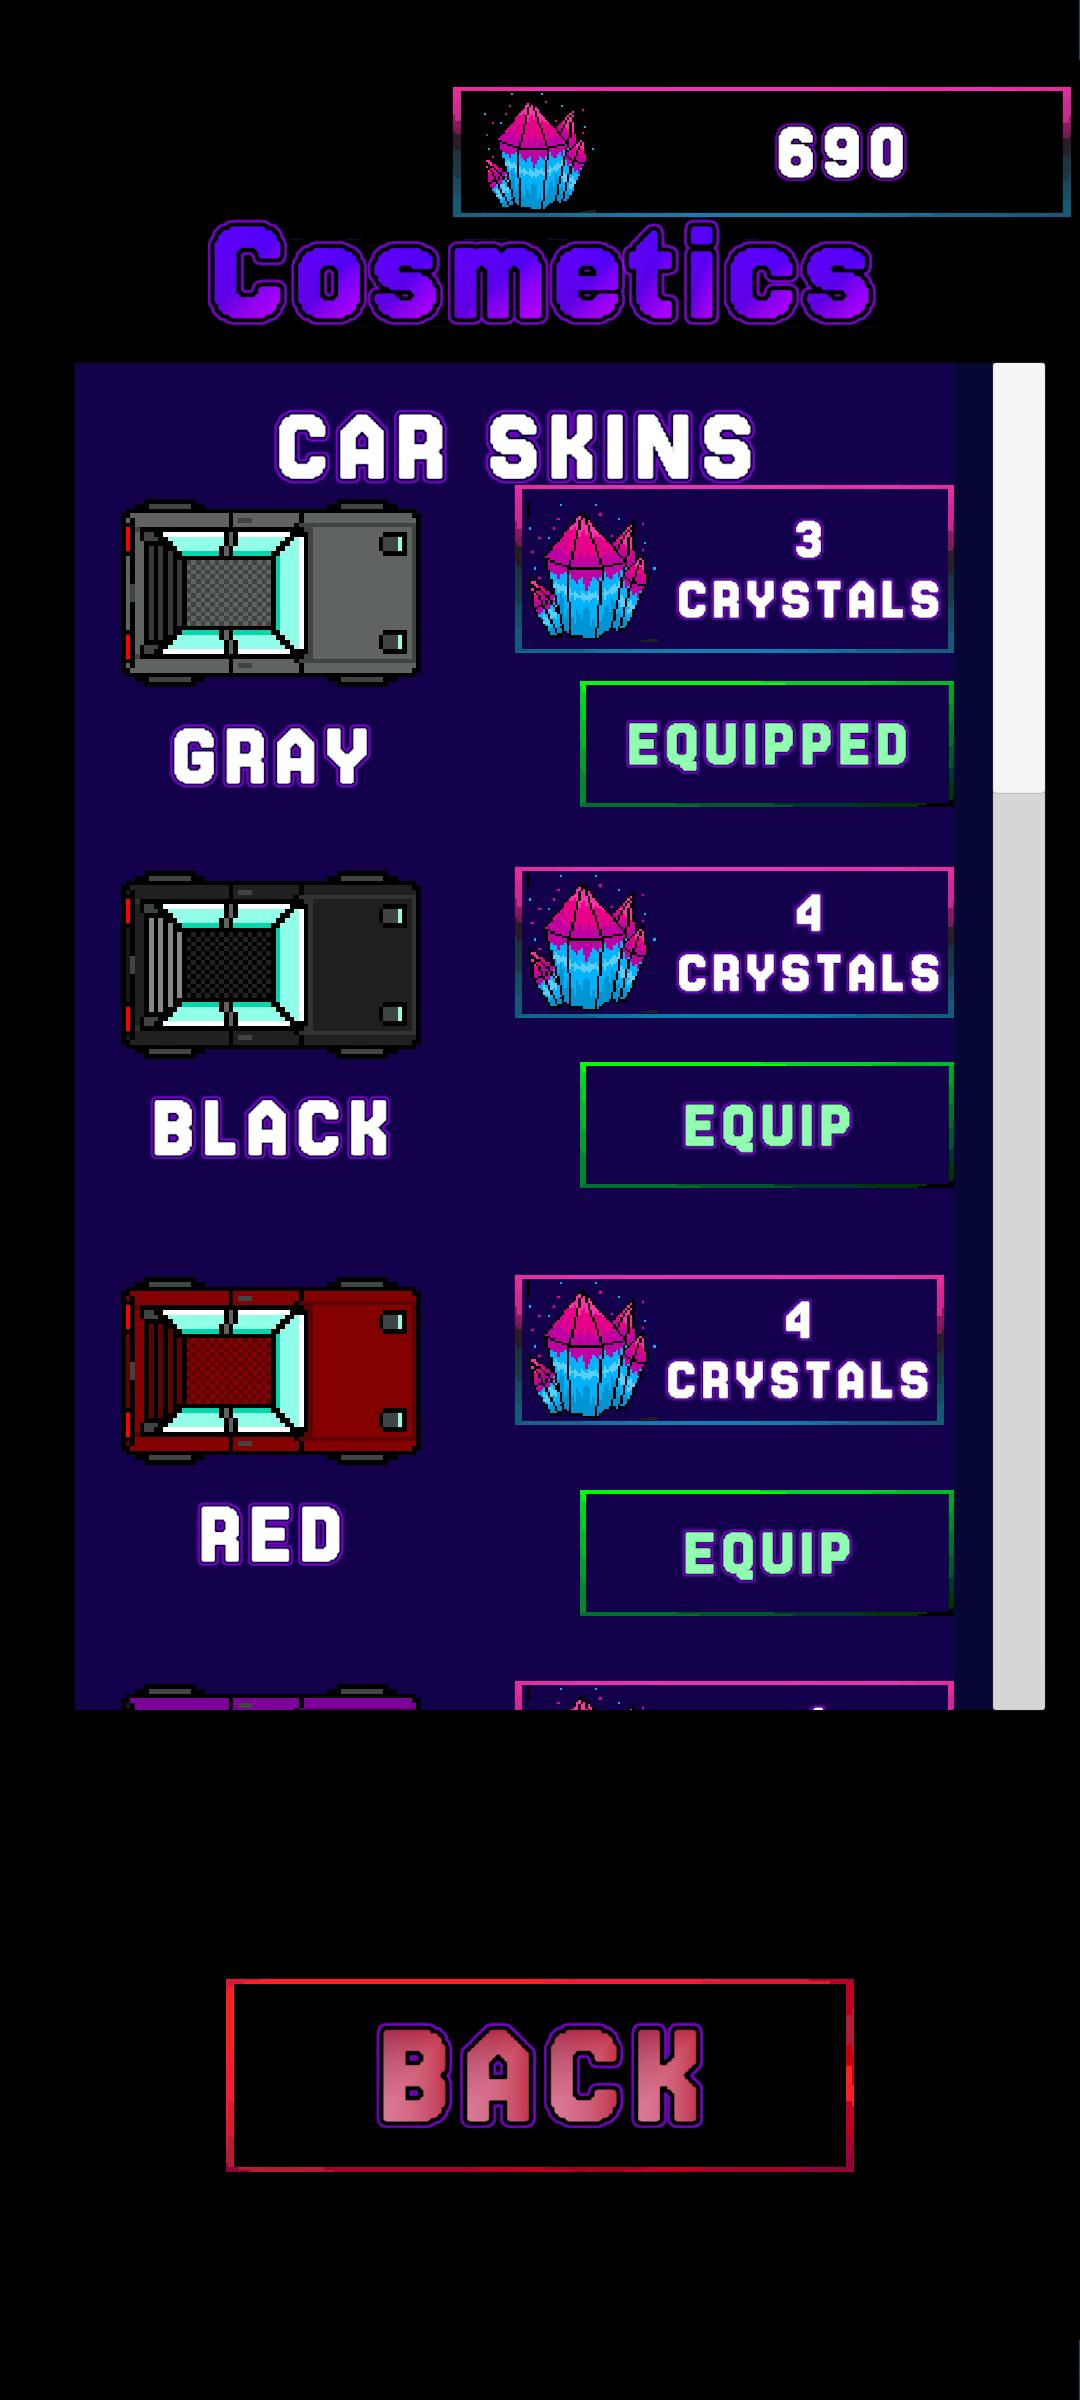 690
Cosmetics
CAR SKINS
3
CRYSTALS
GRAY
EQUIPPED
4
CRYSTALS
BLACK
EQUIP
4
CRYSTALS
RED
EQUIP
BACK